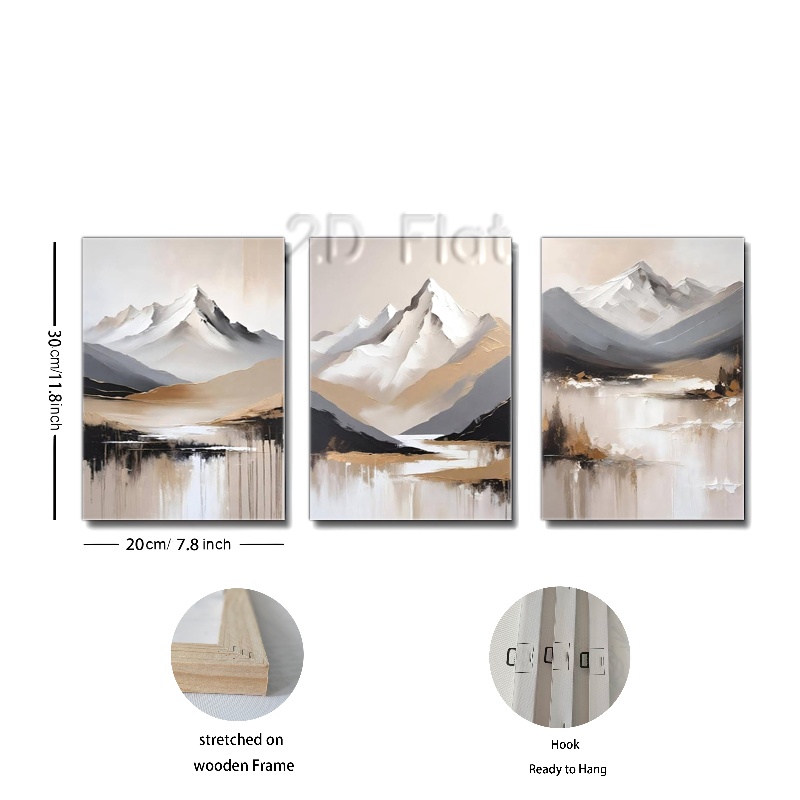 2D Flat
30cm/11.8inch
20cm/ 7.8 inch
stretched on
wooden Frame
Hook
Ready to Hang